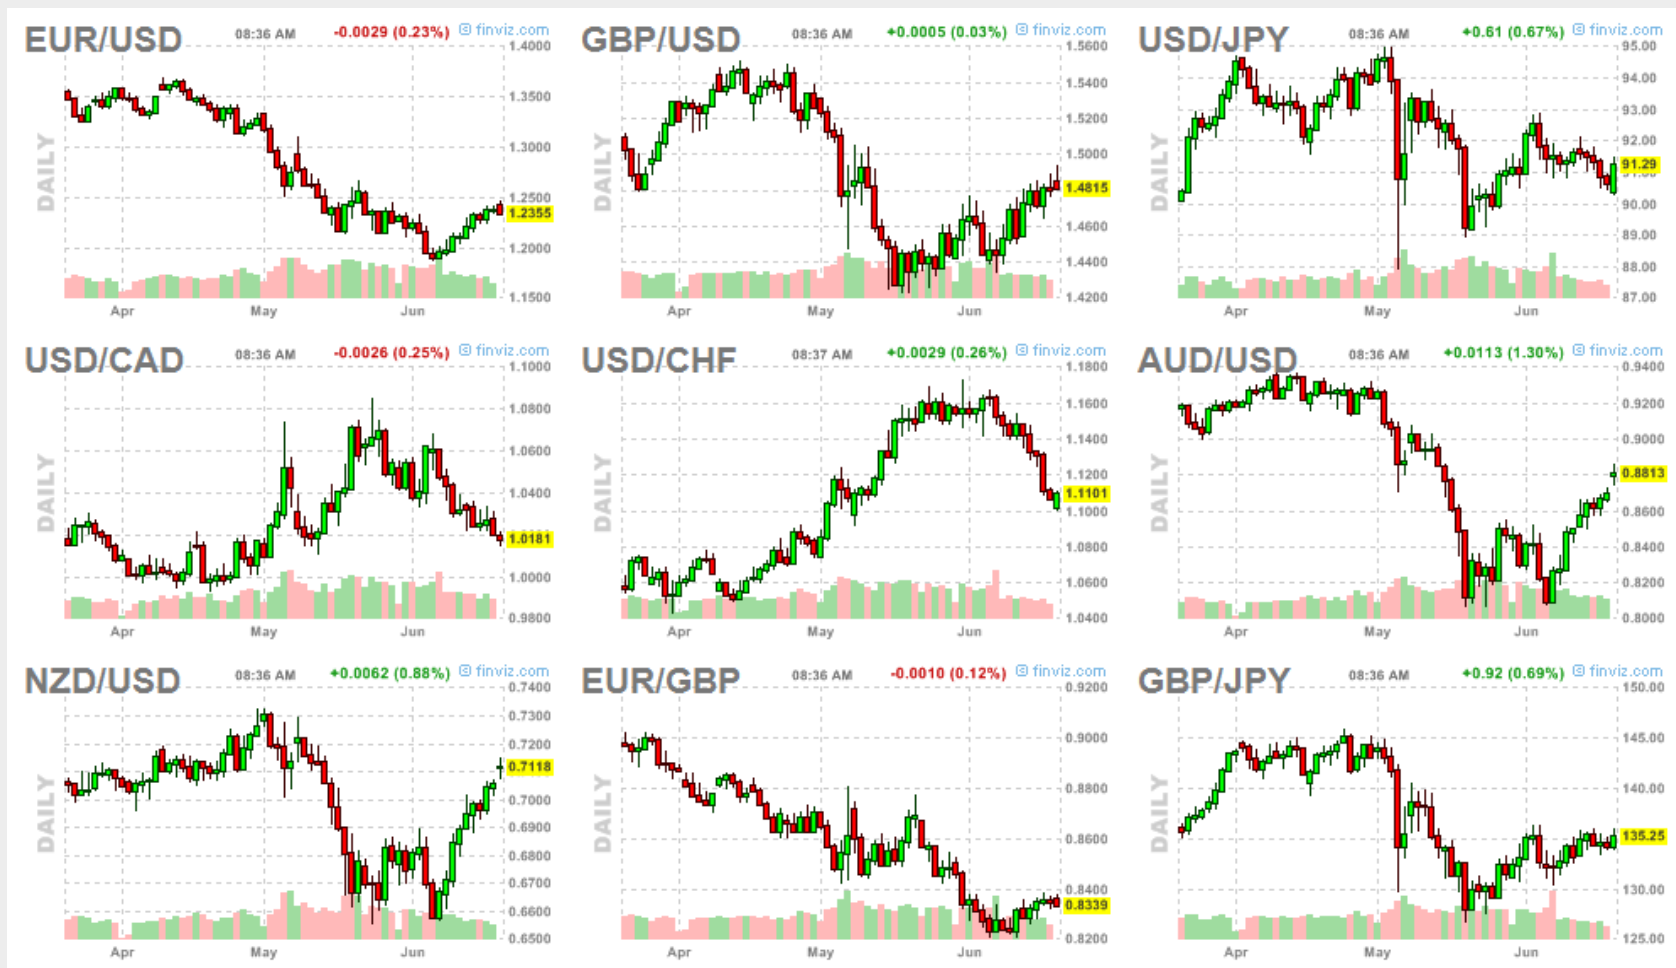 EUR/USD 08:36 AM -0.0029 (0.23%) © finviz.com
1.4000
1.3500
1.3000
1.2500
1.2355
1.2000
1.1500
DAILY
Apr May Jun
GBP/USD 08:36 AM +0.0005 (0.03%) © finviz.com
1.5600
1.5400
1.5200
1.5000
1.4815
1.4600
1.4400
1.4200
DAILY
Apr May Jun
USD/JPY 08:36 AM +0.61 (0.67%) © finviz.com
95.00
94.00
93.00
92.00
91.29
91.00
90.00
89.00
88.00
87.00
DAILY
Apr May Jun
USD/CAD 08:36 AM -0.0026 (0.25%) © finviz.com
1.1000
1.0800
1.0600
1.0400
1.0181
1.0000
0.9800
DAILY
Apr May Jun
USD/CHF 08:37 AM +0.0029 (0.26%) © finviz.com
1.1800
1.1600
1.1400
1.1200
1.1101
1.1000
1.0800
1.0600
1.0400
DAILY
Apr May Jun
AUD/USD 08:36 AM +0.0113 (1.30%) © finviz.com
0.9400
0.9200
0.9000
0.8813
0.8600
0.8400
0.8200
0.8000
DAILY
Apr May Jun
NZD/USD 08:36 AM +0.0062 (0.88%) © finviz.com
0.7400
0.7300
0.7200
0.7118
0.7000
0.6900
0.6800
0.6700
0.6600
0.6500
DAILY
Apr May Jun
EUR/GBP 08:36 AM -0.0010 (0.12%) © finviz.com
0.9200
0.9000
0.8800
0.8600
0.8400
0.8339
0.8200
DAILY
Apr May Jun
GBP/JPY 08:36 AM +0.92 (0.69%) © finviz.com
150.00
145.00
140.00
135.25
130.00
125.00
DAILY
Apr May Jun